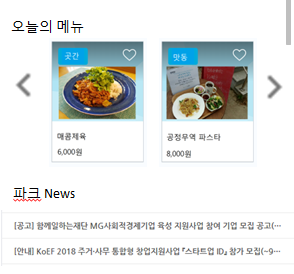 오늘의 메뉴
곳간
맛동
매콤제육
6,000원
공정무역 파스타
8,000원
파크 News
[공고] 함께일하는재단 MG사회적경제기업 육성 지원사업 참여 기업 모집 공고(…
[안내] KoEF 2018 주거·사무 통합형 창업지원사업 『스타트업 ID』 참가 모집(~9…